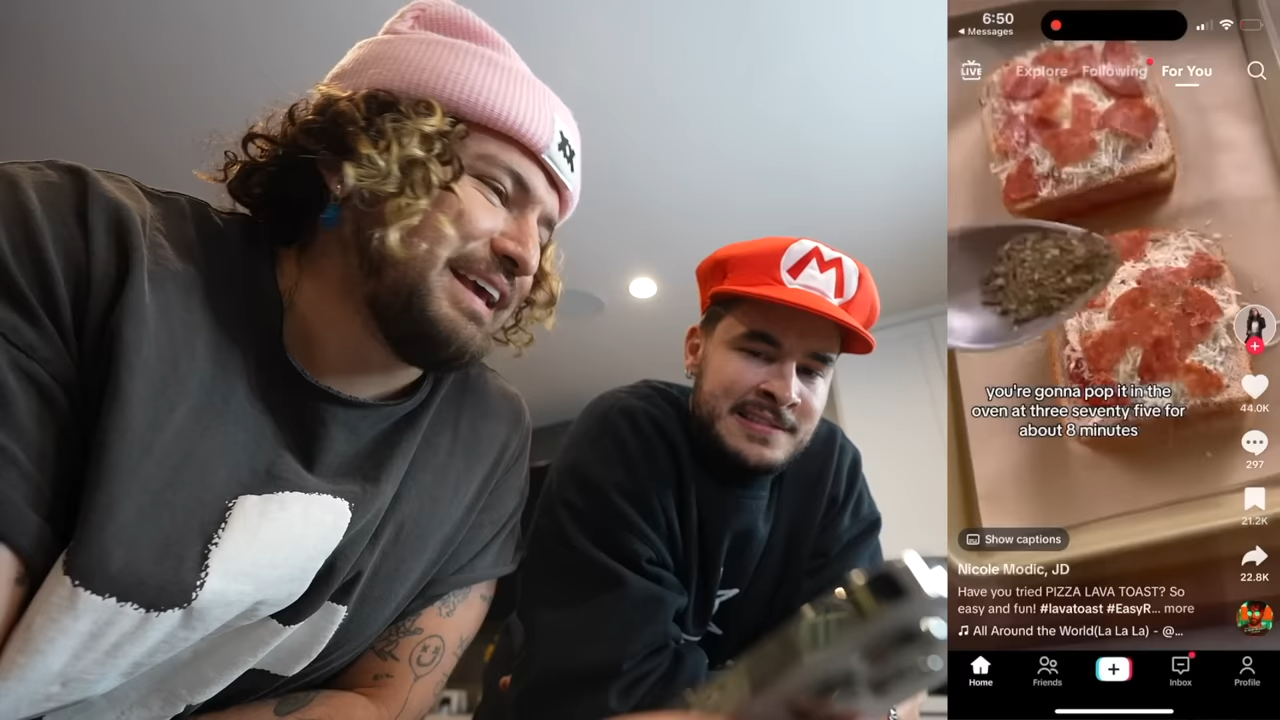 XX
M
6:50
Messages
LIVE
Explore Following For You
you're gonna pop it in the
oven at three seventy five for
about 8 minutes
44.0K
297
21.2K
22.8K
Show captions
Nicole Modic, JD
Have you tried PIZZA LAVA TOAST? So
easy and fun! #lavatoast #EasyR... more
All Around the World(La La La) - @...
Home
Friends
Inbox
Profile